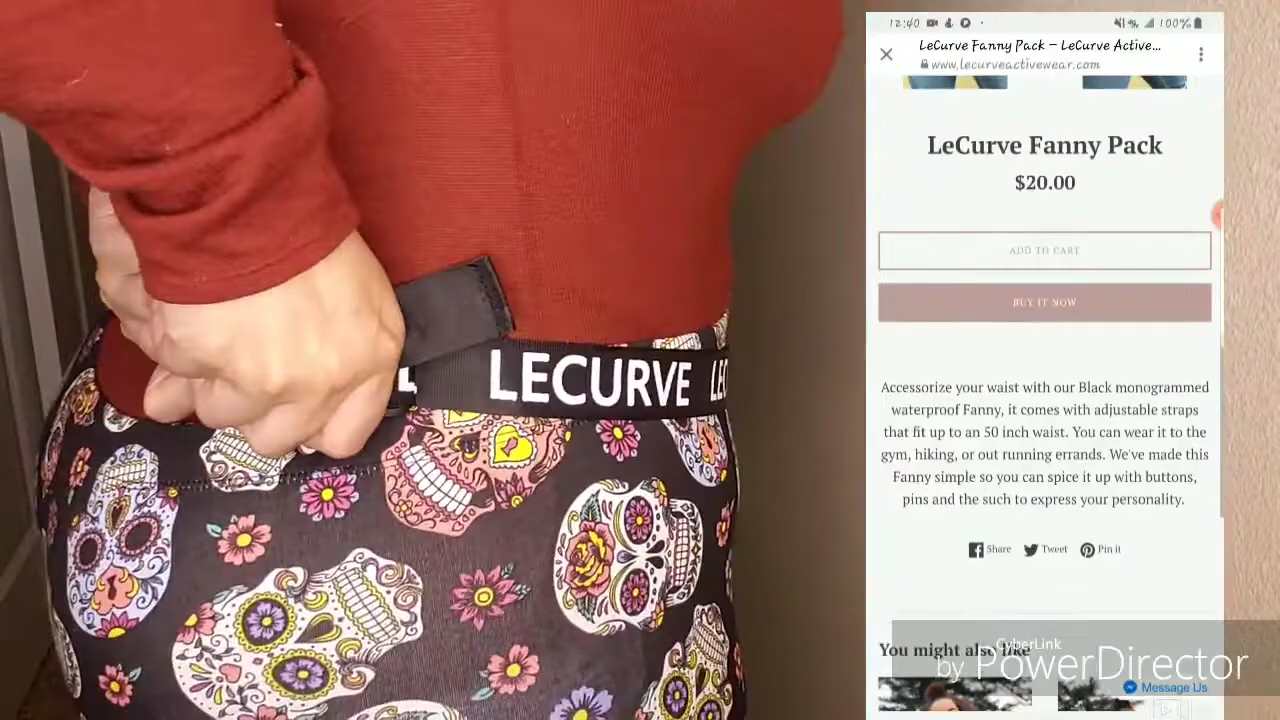 LECURVE LEC
12:40 100%
LeCurve Fanny Pack – LeCurve Active...
www.lecurveactivewear.com
LeCurve Fanny Pack
$20.00
ADD TO CART
BUY IT NOW
Accessorize your waist with our Black monogrammed
waterproof Fanny, it comes with adjustable straps
that fit up to an 50 inch waist. You can wear it to the
gym, hiking, or out running errands. We've made this
Fanny simple so you can spice it up with buttons,
pins and the such to express your personality.
Share Tweet Pin it
You might also like
CyberLink
by PowerDirector
Message Us